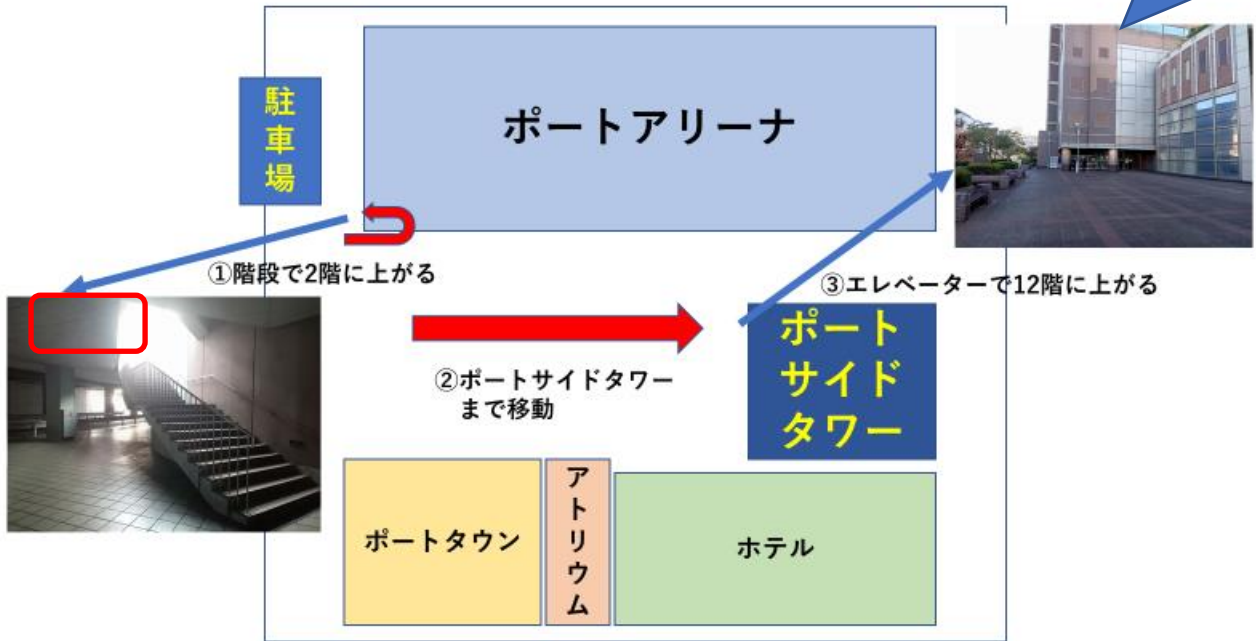 駐車場
ポートアリーナ
①階段で2階に上がる
③エレベーターで12階に上がる
②ポートサイドタワー
まで移動
ポート
サイド
タワー
ポートタウン
アトリウム
ホテル